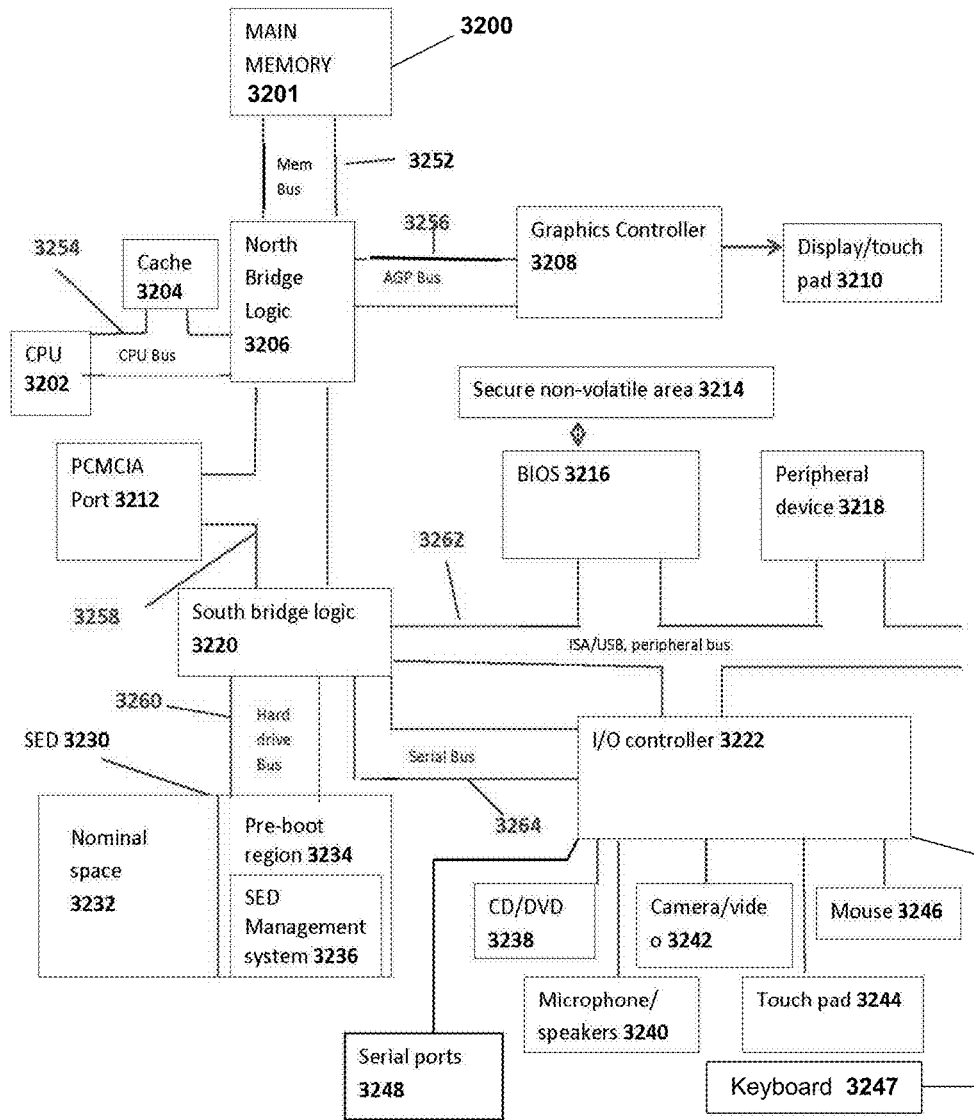 MAIN
MEMORY
3201
3200
Mem
Bus
3252
3254
Cache
3204
North
Bridge
Logic
3206
3256
AGP Bus
Graphics Controller
3208
Display/touch
pad 3210
CPU
3202
CPU Bus
Secure non-volatile area 3214
PCMCIA
Port 3212
BIOS 3216
Peripheral
device 3218
3262
3258
South bridge logic
3220
ISA/USB, peripheral bus
3260
Hard
drive
Bus
SED 3230
I/O controller 3222
Serial Bus
3264
Nominal
space
3232
Pre-boot
region 3234
SED
Management
system 3236
CD/DVD
3238
Camera/vide
o 3242
Mouse 3246
Microphone/
speakers 3240
Touch pad 3244
Serial ports
3248
Keyboard 3247